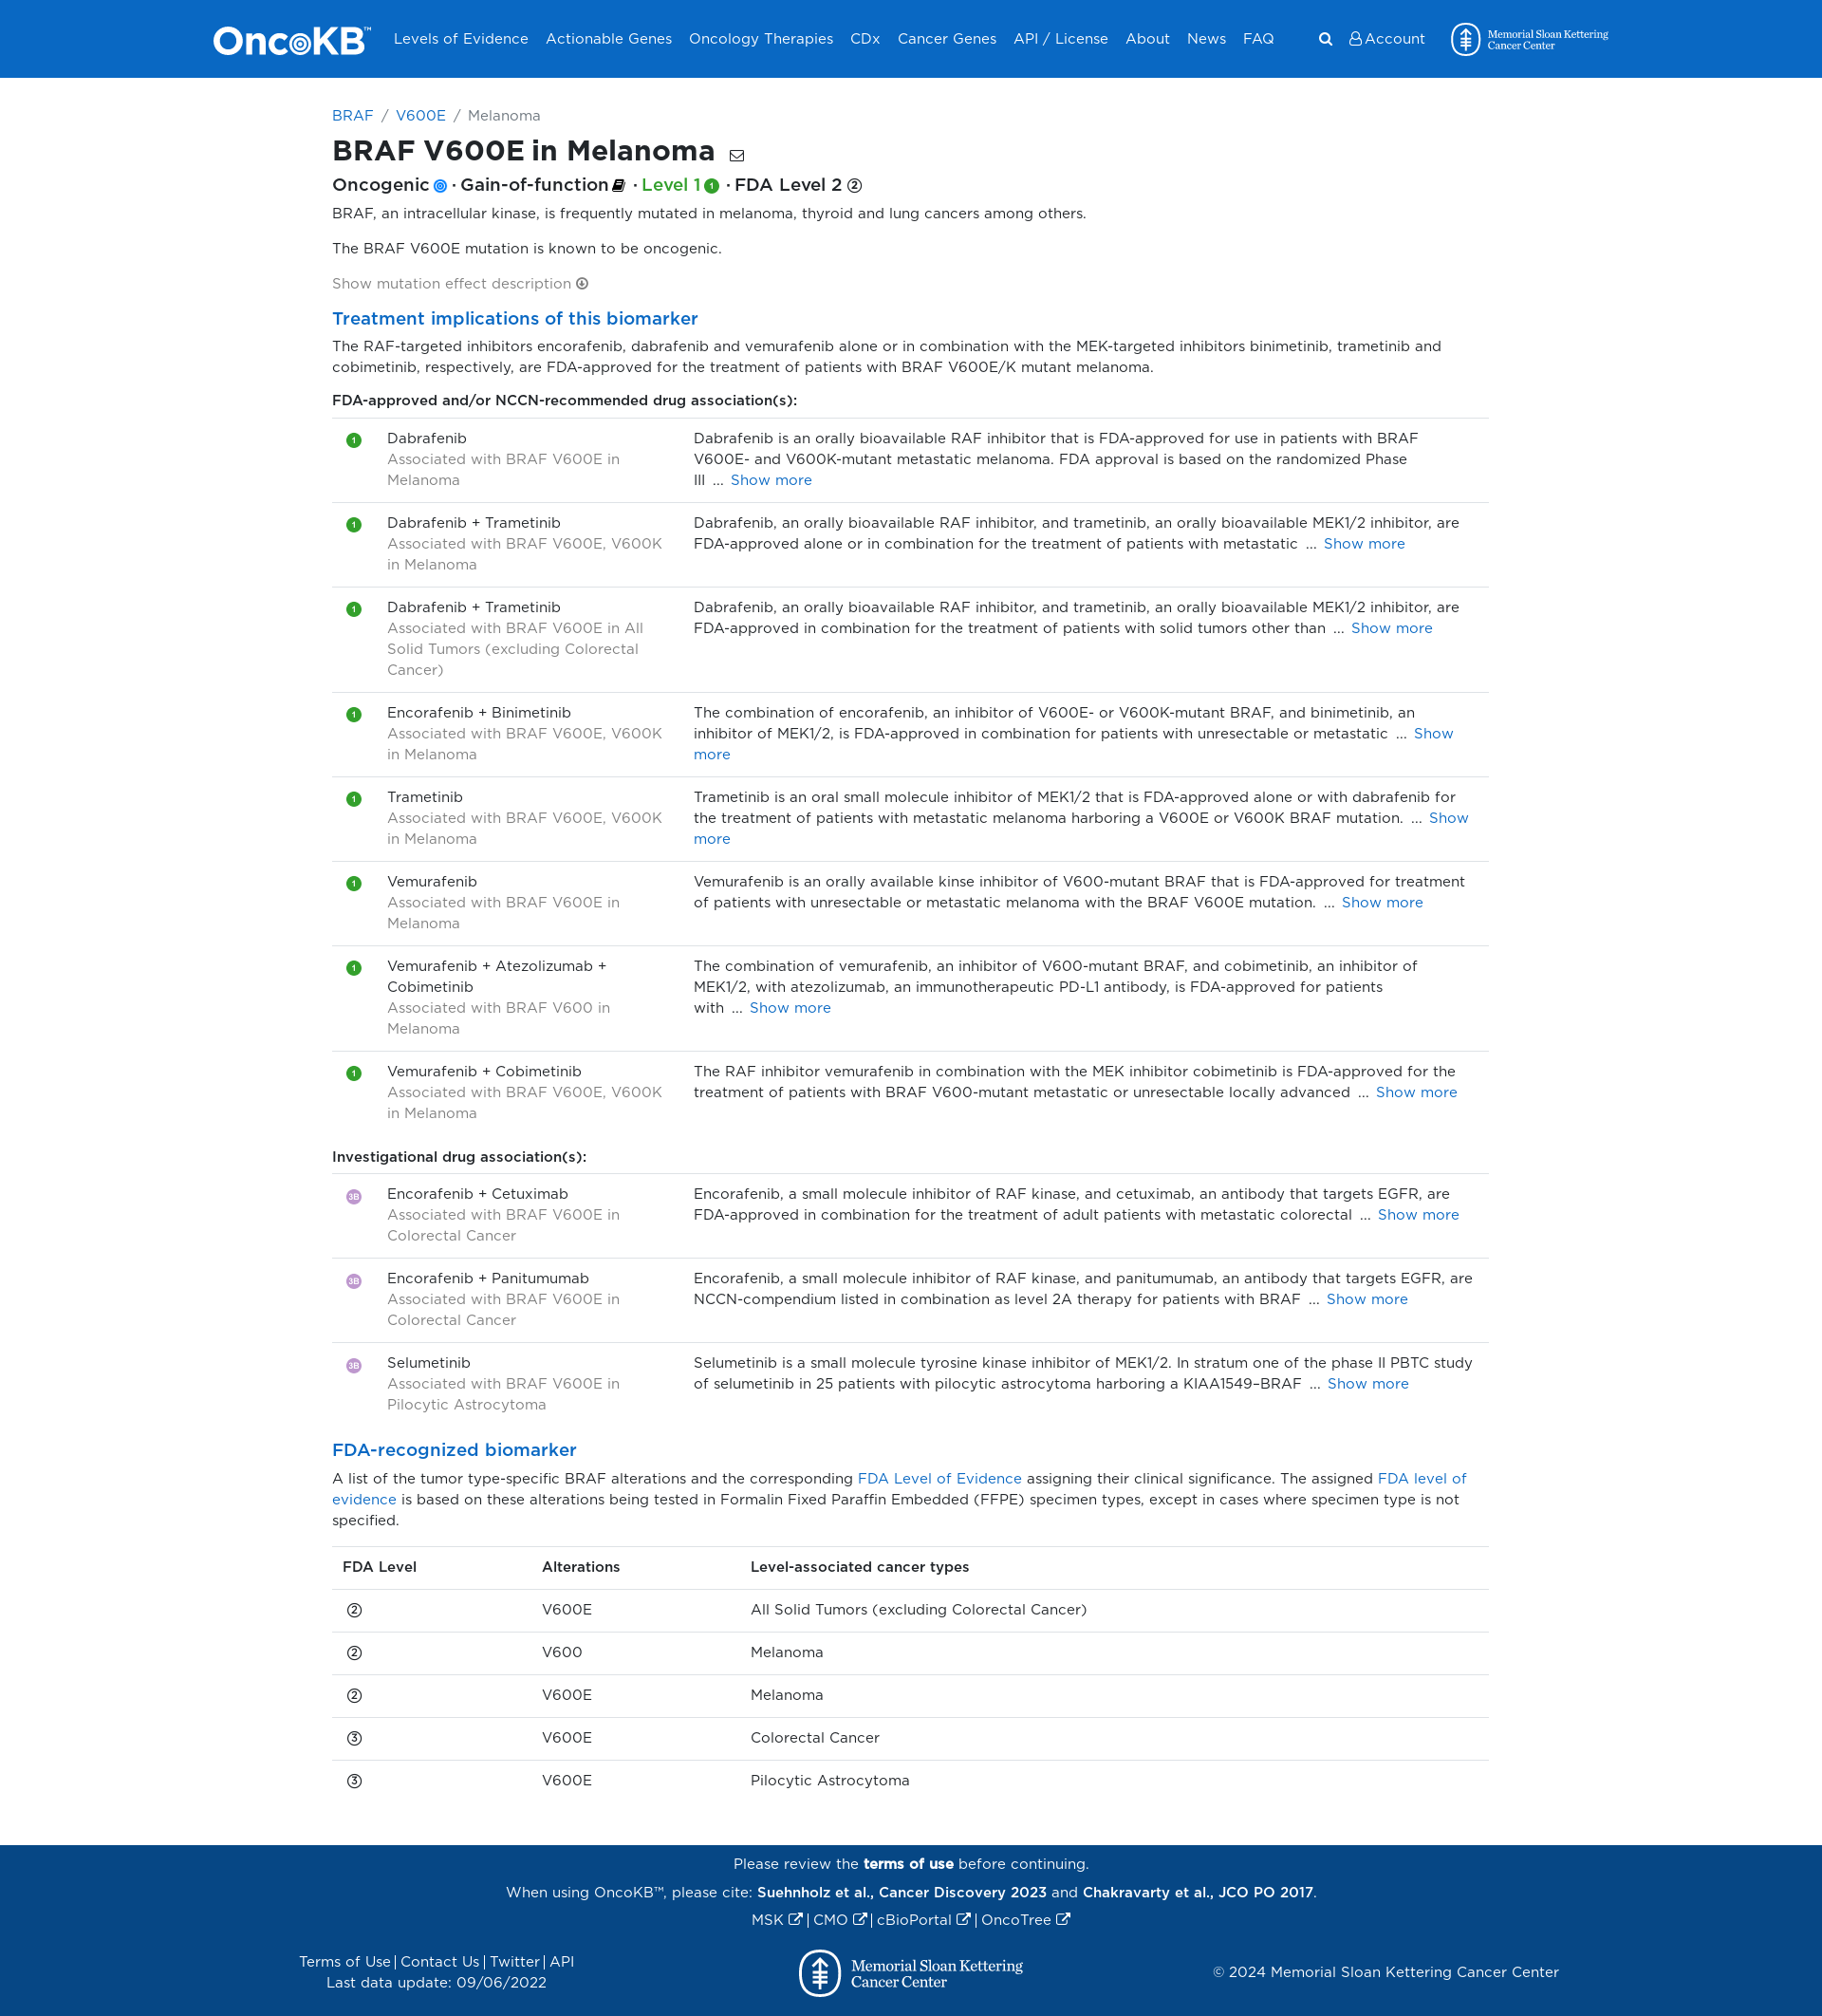 OncoKB™ Levels of Evidence Actionable Genes Oncology Therapies CDx Cancer Genes API / License About News FAQ Account Memorial Sloan Kettering
Cancer Center
BRAF / V600E / Melanoma
BRAF V600E in Melanoma
Oncogenic · Gain-of-function · Level 1 1 · FDA Level 2 2
BRAF, an intracellular kinase, is frequently mutated in melanoma, thyroid and lung cancers among others.
The BRAF V600E mutation is known to be oncogenic.
Show mutation effect description
Treatment implications of this biomarker
The RAF-targeted inhibitors encorafenib, dabrafenib and vemurafenib alone or in combination with the MEK-targeted inhibitors binimetinib, trametinib and
cobimetinib, respectively, are FDA-approved for the treatment of patients with BRAF V600E/K mutant melanoma.
FDA-approved and/or NCCN-recommended drug association(s):
1 Dabrafenib
Associated with BRAF V600E in
Melanoma
Dabrafenib is an orally bioavailable RAF inhibitor that is FDA-approved for use in patients with BRAF
V600E- and V600K-mutant metastatic melanoma. FDA approval is based on the randomized Phase
III ... Show more
1 Dabrafenib + Trametinib
Associated with BRAF V600E, V600K
in Melanoma
Dabrafenib, an orally bioavailable RAF inhibitor, and trametinib, an orally bioavailable MEK1/2 inhibitor, are
FDA-approved alone or in combination for the treatment of patients with metastatic ... Show more
1 Dabrafenib + Trametinib
Associated with BRAF V600E in All
Solid Tumors (excluding Colorectal
Cancer)
Dabrafenib, an orally bioavailable RAF inhibitor, and trametinib, an orally bioavailable MEK1/2 inhibitor, are
FDA-approved in combination for the treatment of patients with solid tumors other than ... Show more
1 Encorafenib + Binimetinib
Associated with BRAF V600E, V600K
in Melanoma
The combination of encorafenib, an inhibitor of V600E- or V600K-mutant BRAF, and binimetinib, an
inhibitor of MEK1/2, is FDA-approved in combination for patients with unresectable or metastatic ... Show
more
1 Trametinib
Associated with BRAF V600E, V600K
in Melanoma
Trametinib is an oral small molecule inhibitor of MEK1/2 that is FDA-approved alone or with dabrafenib for
the treatment of patients with metastatic melanoma harboring a V600E or V600K BRAF mutation. ... Show
more
1 Vemurafenib
Associated with BRAF V600E in
Melanoma
Vemurafenib is an orally available kinse inhibitor of V600-mutant BRAF that is FDA-approved for treatment
of patients with unresectable or metastatic melanoma with the BRAF V600E mutation. ... Show more
1 Vemurafenib + Atezolizumab +
Cobimetinib
Associated with BRAF V600 in
Melanoma
The combination of vemurafenib, an inhibitor of V600-mutant BRAF, and cobimetinib, an inhibitor of
MEK1/2, with atezolizumab, an immunotherapeutic PD-L1 antibody, is FDA-approved for patients
with ... Show more
1 Vemurafenib + Cobimetinib
Associated with BRAF V600E, V600K
in Melanoma
The RAF inhibitor vemurafenib in combination with the MEK inhibitor cobimetinib is FDA-approved for the
treatment of patients with BRAF V600-mutant metastatic or unresectable locally advanced ... Show more
Investigational drug association(s):
3B Encorafenib + Cetuximab
Associated with BRAF V600E in
Colorectal Cancer
Encorafenib, a small molecule inhibitor of RAF kinase, and cetuximab, an antibody that targets EGFR, are
FDA-approved in combination for the treatment of adult patients with metastatic colorectal ... Show more
3B Encorafenib + Panitumumab
Associated with BRAF V600E in
Colorectal Cancer
Encorafenib, a small molecule inhibitor of RAF kinase, and panitumumab, an antibody that targets EGFR, are
NCCN-compendium listed in combination as level 2A therapy for patients with BRAF ... Show more
3B Selumetinib
Associated with BRAF V600E in
Pilocytic Astrocytoma
Selumetinib is a small molecule tyrosine kinase inhibitor of MEK1/2. In stratum one of the phase II PBTC study
of selumetinib in 25 patients with pilocytic astrocytoma harboring a KIAA1549–BRAF ... Show more
FDA-recognized biomarker
A list of the tumor type-specific BRAF alterations and the corresponding FDA Level of Evidence assigning their clinical significance. The assigned FDA level of
evidence is based on these alterations being tested in Formalin Fixed Paraffin Embedded (FFPE) specimen types, except in cases where specimen type is not
specified.
FDA Level Alterations Level-associated cancer types
2 V600E All Solid Tumors (excluding Colorectal Cancer)
2 V600 Melanoma
2 V600E Melanoma
3 V600E Colorectal Cancer
3 V600E Pilocytic Astrocytoma
Please review the terms of use before continuing.
When using OncoKB™, please cite: Suehnholz et al., Cancer Discovery 2023 and Chakravarty et al., JCO PO 2017.
MSK | CMO | cBioPortal | OncoTree
Terms of Use | Contact Us | Twitter | API
Last data update: 09/06/2022
Memorial Sloan Kettering
Cancer Center
© 2024 Memorial Sloan Kettering Cancer Center